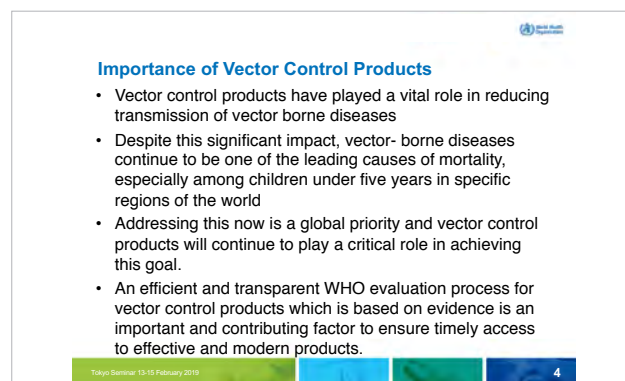 World Health
Organization
Importance of Vector Control Products
• Vector control products have played a vital role in reducing
transmission of vector borne diseases
• Despite this significant impact, vector- borne diseases
continue to be one of the leading causes of mortality,
especially among children under five years in specific
regions of the world
• Addressing this now is a global priority and vector control
products will continue to play a critical role in achieving
this goal.
• An efficient and transparent WHO evaluation process for
vector control products which is based on evidence is an
important and contributing factor to ensure timely access
to effective and modern products.
Tokyo Seminar 13-15 February 2019
4